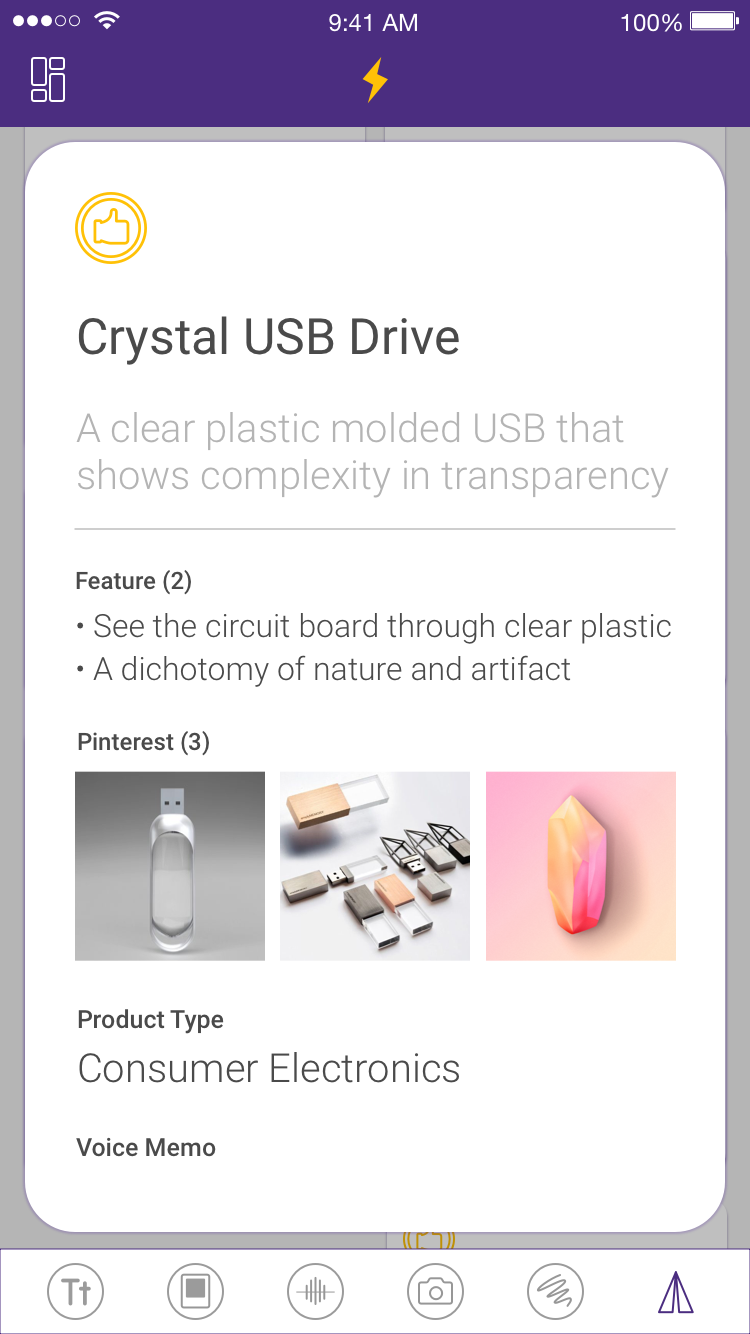 9:41 AM
100%
Crystal USB Drive
A clear plastic molded USB that
shows complexity in transparency
Feature (2)
• See the circuit board through clear plastic
• A dichotomy of nature and artifact
Pinterest (3)
Product Type
Consumer Electronics
Voice Memo
Tt